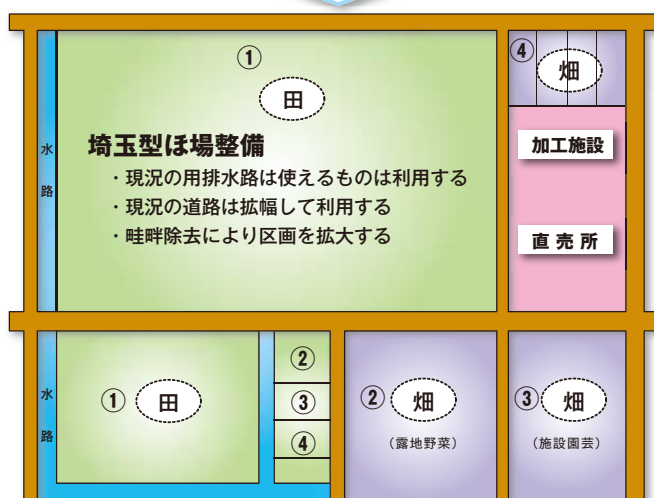 ①
田
埼玉型ほ場整備
・現況の用排水路は使えるものは利用する
・現況の道路は拡幅して利用する
・畦畔除去により区画を拡大する
水路
④
畑
加工施設
直売所
水路
①
田
②
③
④
②
畑
（露地野菜）
③
畑
（施設園芸）